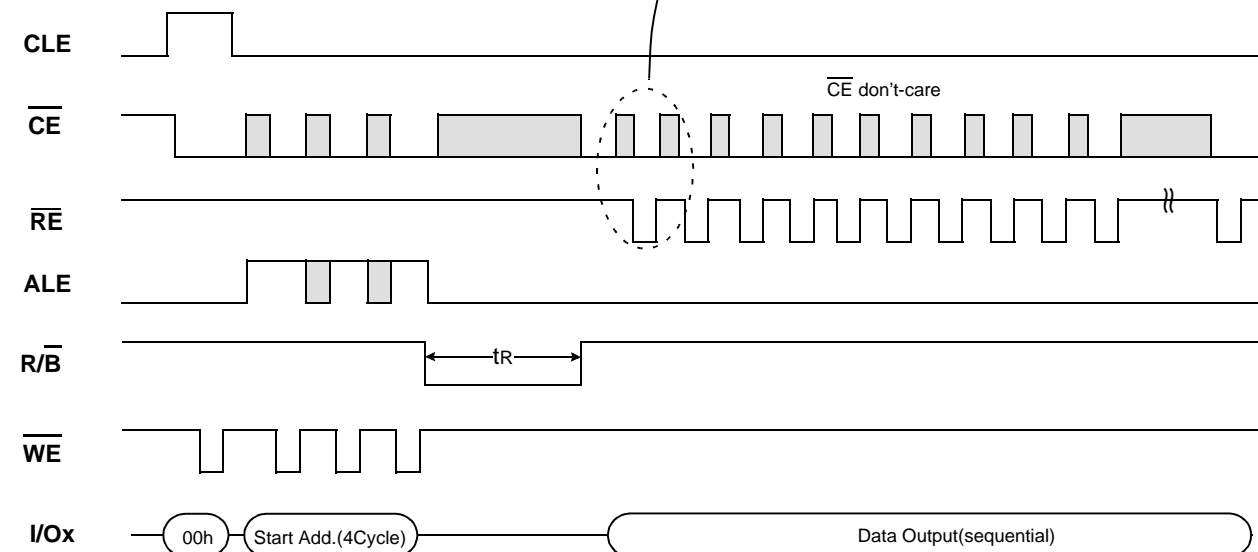 CLE
CE don't-care
CE
RE
ALE
R/B
tR
WE
I/Ox
00h
Start Add.(4Cycle)
Data Output(sequential)